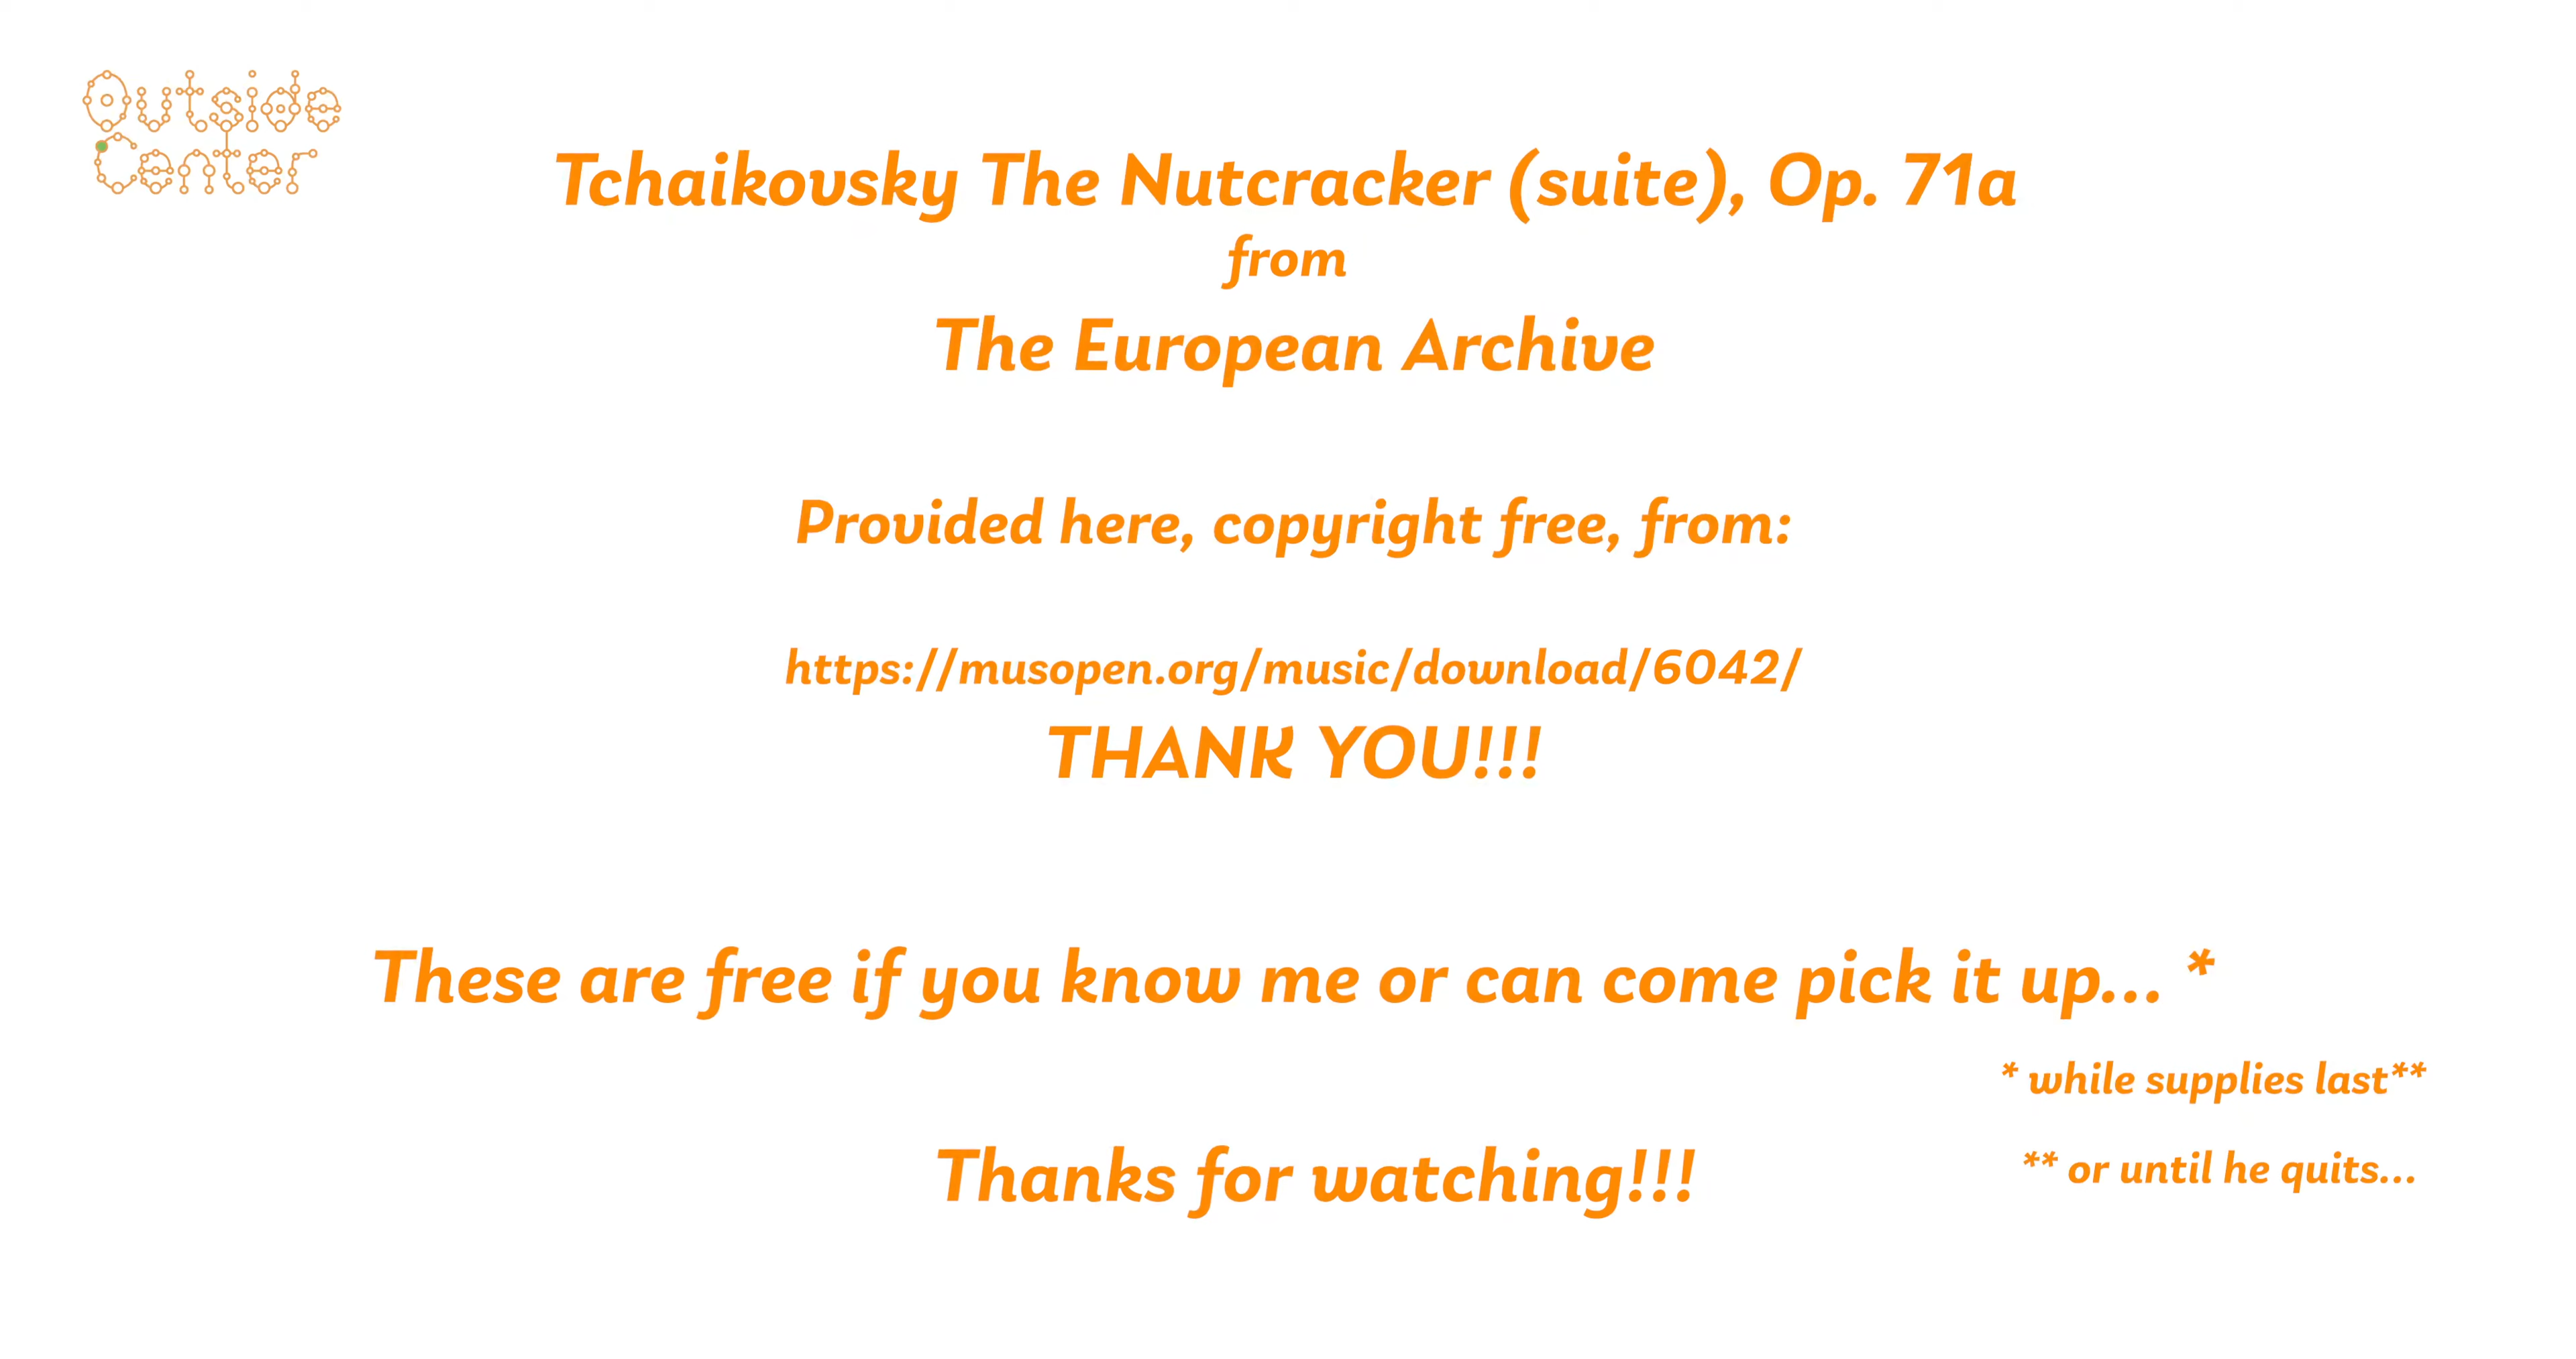 Outside
Center
Tchaikovsky The Nutcracker (suite), Op. 71a
from
The European Archive
Provided here, copyright free, from:
https://musopen.org/music/download/6042/
THANK YOU!!!
These are free if you know me or can come pick it up... *
* while supplies last**
** or until he quits...
Thanks for watching!!!